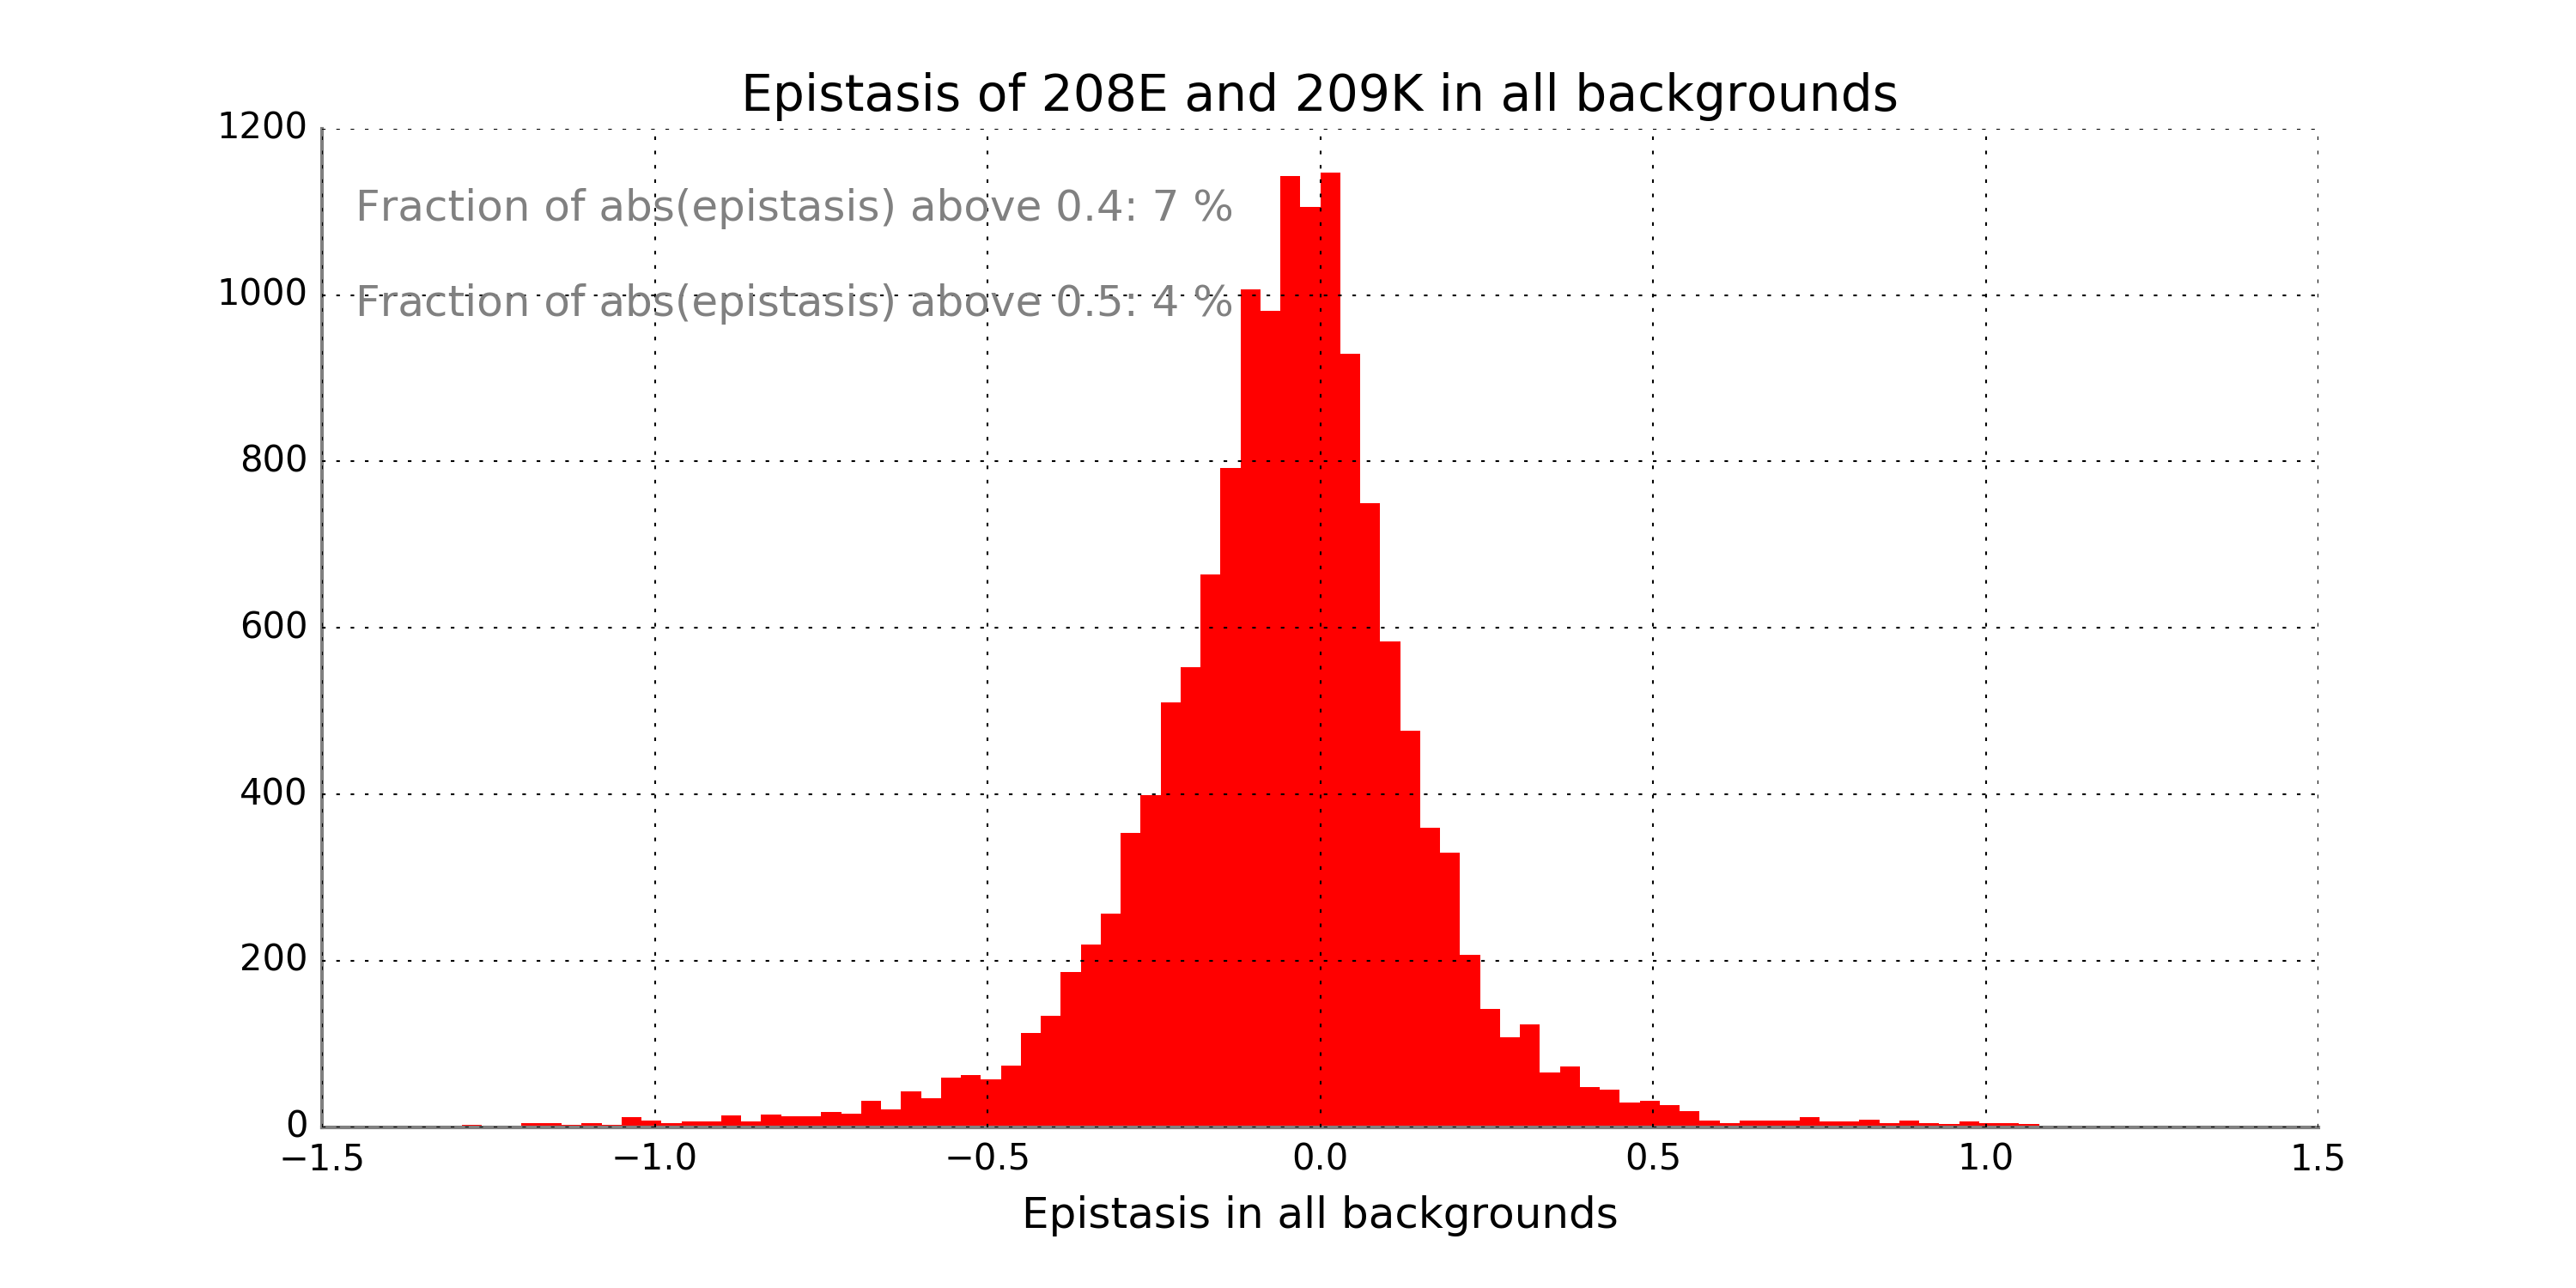 Epistasis of 208E and 209K in all backgrounds
1200
Fraction of abs(epistasis) above 0.4: 7 %
1000
Fraction of abs(epistasis) above 0.5: 4 %
800
600
400
200
0
−1.5 −1.0 −0.5 0.0 0.5 1.0 1.5
Epistasis in all backgrounds